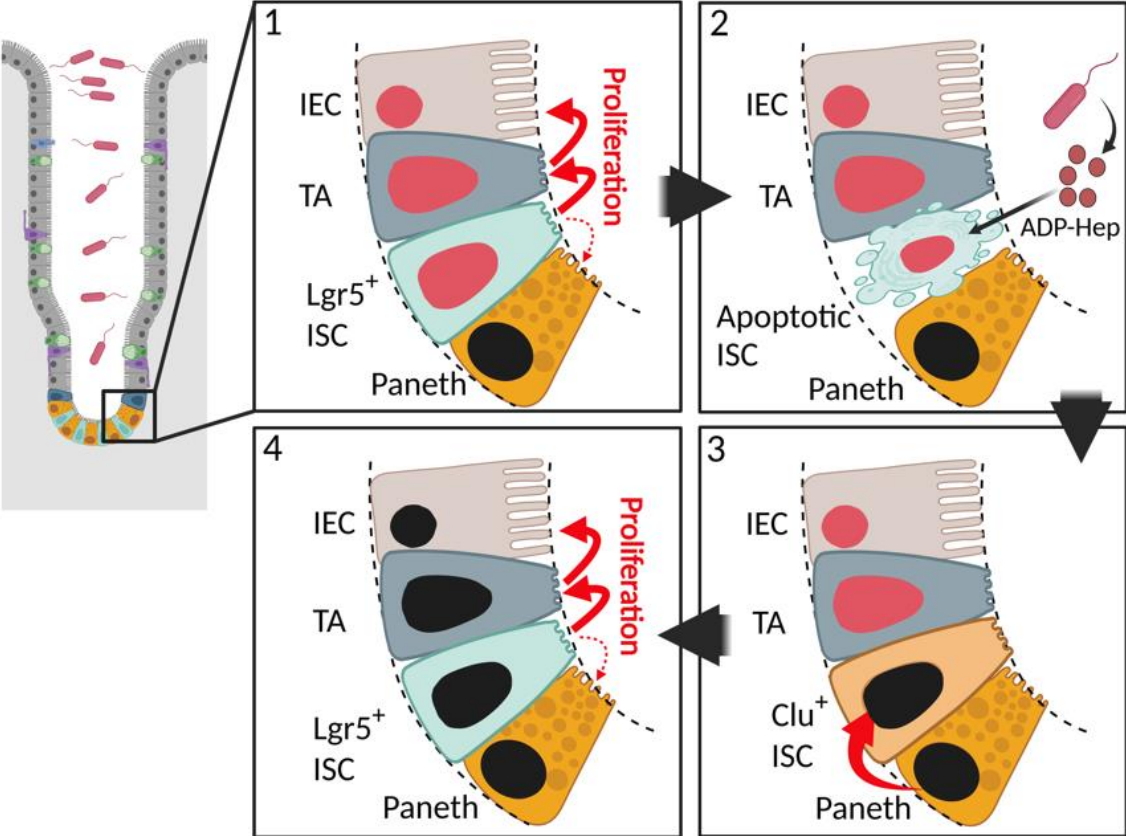 1
IEC
TA
Lgr5⁺
ISC
Paneth
Proliferation
2
IEC
TA
ADP-Hep
Apoptotic
ISC
Paneth
4
IEC
TA
Lgr5⁺
ISC
Paneth
Proliferation
3
IEC
TA
Clu⁺
ISC
Paneth